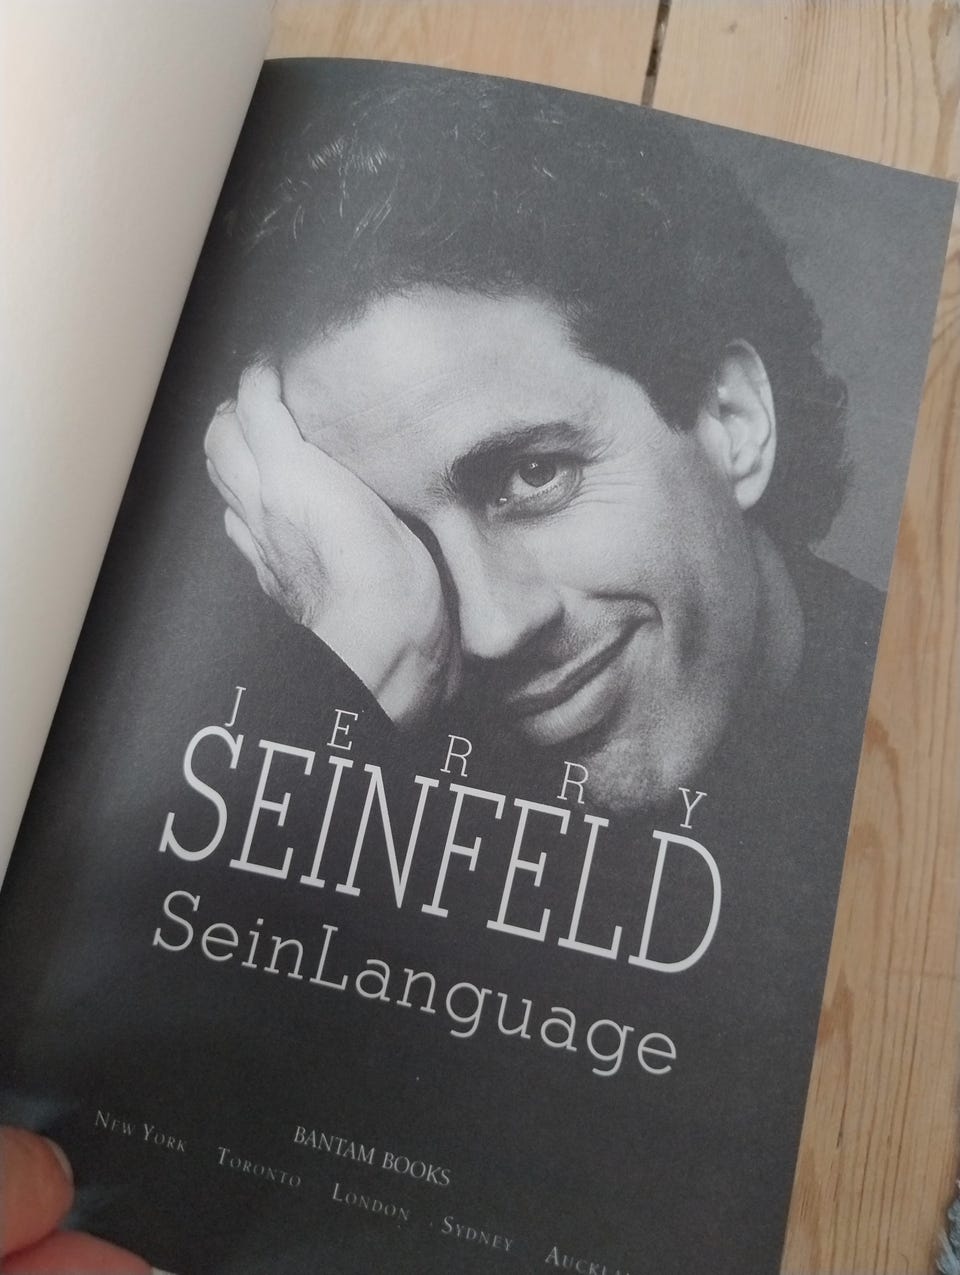 JERRY
SEINFELD
SeinLanguage
BANTAM BOOKS
NEW YORK TORONTO LONDON SYDNEY